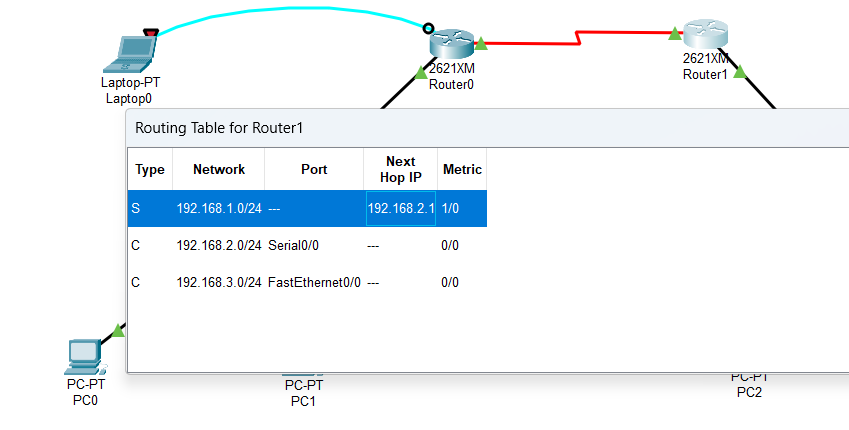 2621XM
Router0
2621XM
Router1
Laptop-PT
Laptop0
Routing Table for Router1
Type Network Port Next Hop IP Metric
S 192.168.1.0/24 --- 192.168.2.1 1/0
C 192.168.2.0/24 Serial0/0 --- 0/0
C 192.168.3.0/24 FastEthernet0/0 --- 0/0
PC-PT
PC0
PC-PT
PC1
PC-PT
PC2